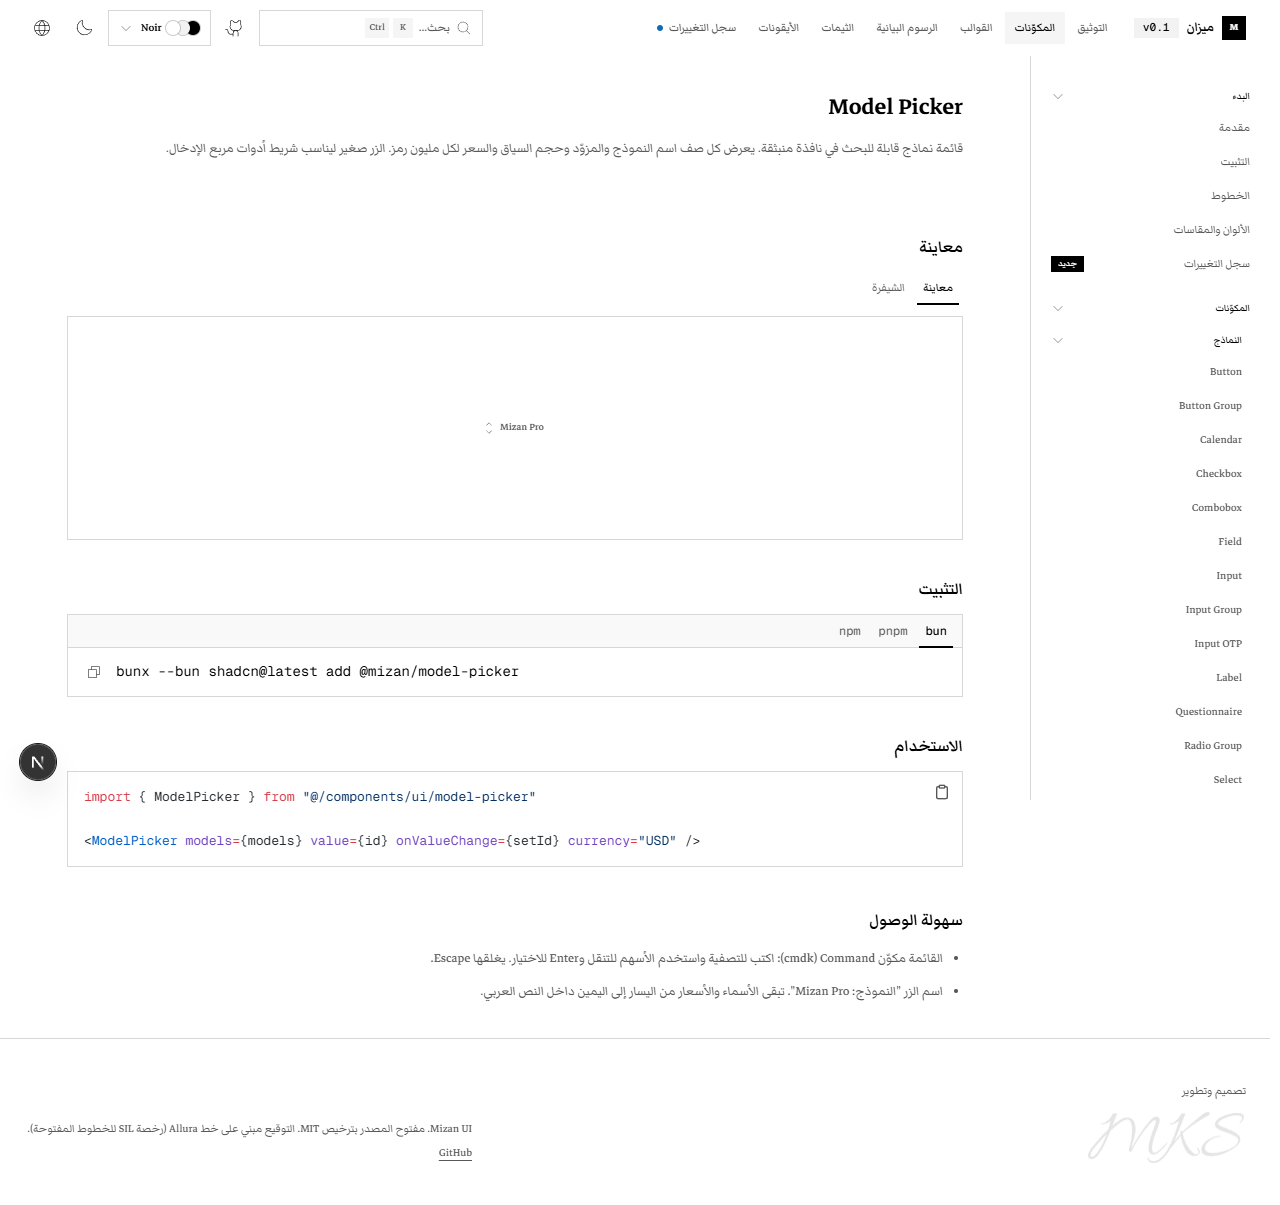 M ميزان v0.1 التوثيق المكوّنات القوالب الرسوم البيانية الثيمات الأيقونات سجل التغييرات بحث... K Ctrl Noir
البدء
مقدمة
التثبيت
الخطوط
الألوان والمقاسات
سجل التغييرات جديد
المكوّنات
النماذج
Button
Button Group
Calendar
Checkbox
Combobox
Field
Input
Input Group
Input OTP
Label
Questionnaire
Radio Group
Select
Model Picker
قائمة نماذج قابلة للبحث في نافذة منبثقة. يعرض كل صف اسم النموذج والمزوّد وحجم السياق والسعر لكل مليون رمز. الزر صغير ليناسب شريط أدوات مربع الإدخال.
معاينة
معاينة الشيفرة
Mizan Pro
التثبيت
bun pnpm npm
bunx --bun shadcn@latest add @mizan/model-picker
الاستخدام
import { ModelPicker } from "@/components/ui/model-picker"
<ModelPicker models={models} value={id} onValueChange={setId} currency="USD" />
سهولة الوصول
• القائمة مكوّن Command (cmdk): اكتب للتصفية واستخدم الأسهم للتنقل وEnter للاختيار. يغلقها Escape.
• اسم الزر "النموذج: Mizan Pro". تبقى الأسماء والأسعار من اليسار إلى اليمين داخل النص العربي.
تصميم وتطوير
MKS
Mizan UI. مفتوح المصدر بترخيص MIT. التوقيع مبني على خط Allura (رخصة SIL للخطوط المفتوحة).
GitHub
N